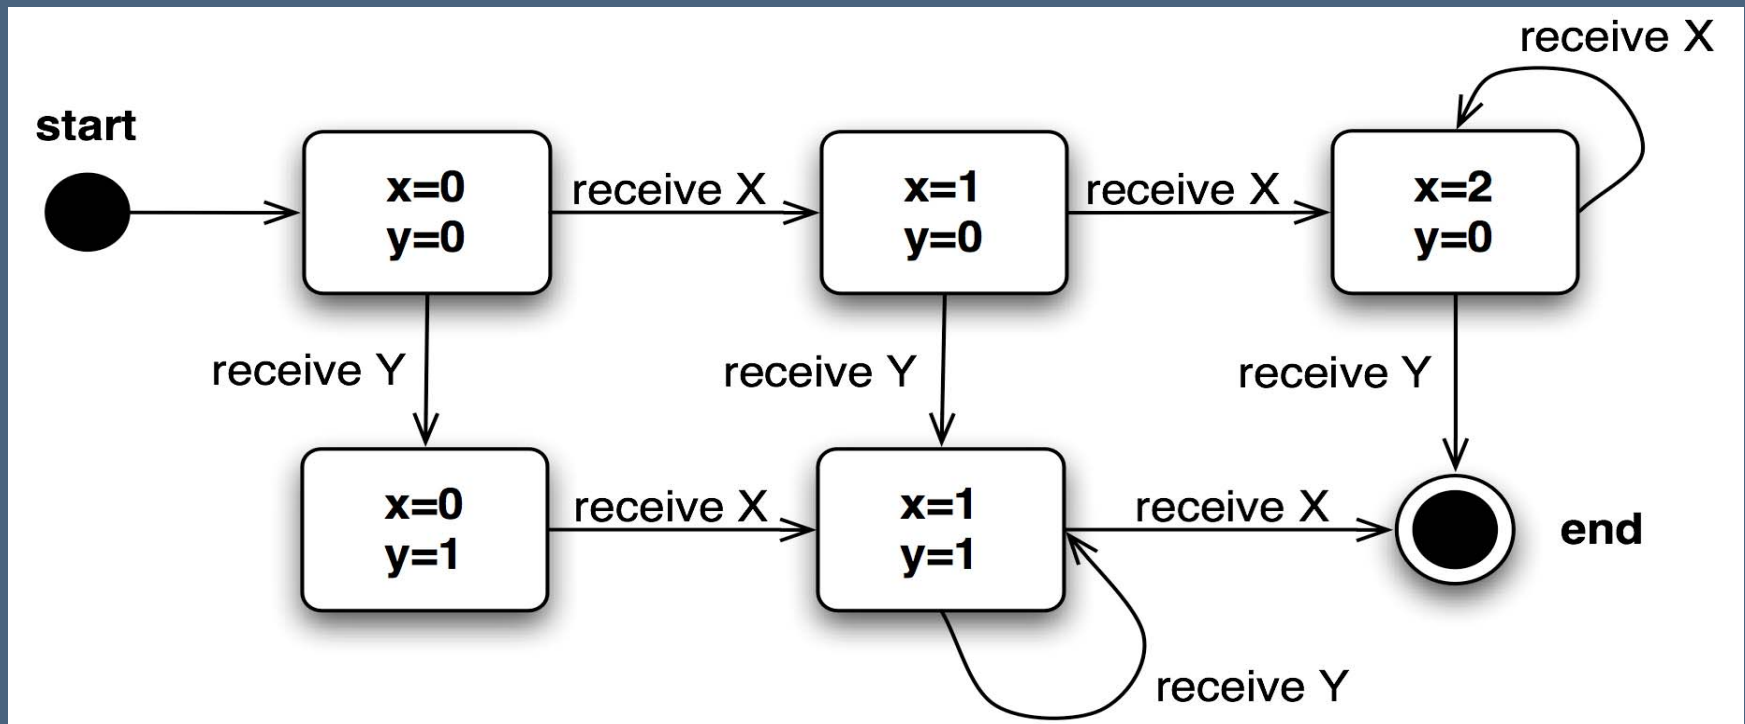 receive X
start
x=0
y=0
receive X
x=1
y=0
receive X
x=2
y=0
receive Y
receive Y
receive Y
x=0
y=1
receive X
x=1
y=1
receive X
end
receive Y